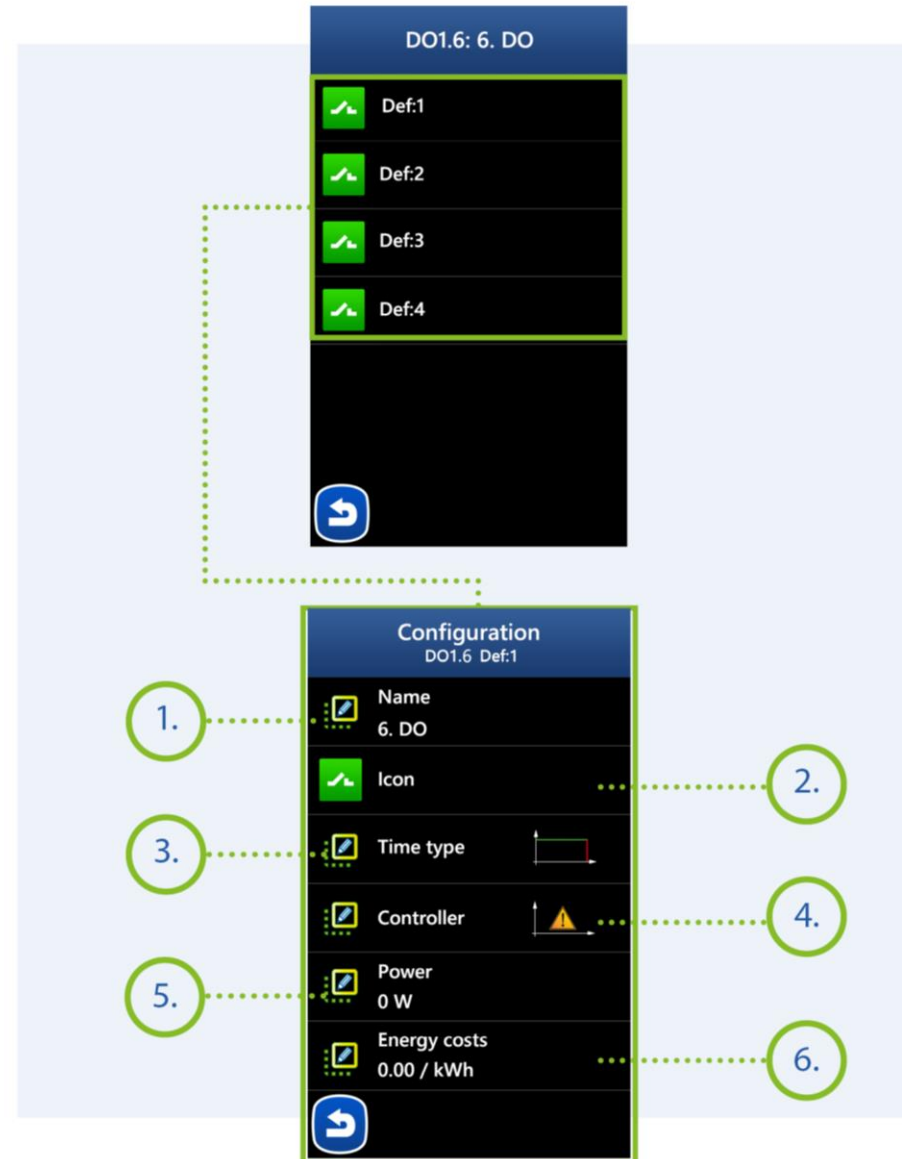 DO1.6: 6. DO
Def:1
Def:2
Def:3
Def:4
Configuration
DO1.6 Def:1
1.
Name
6. DO
Icon
2.
3.
Time type
Controller
4.
5.
Power
0 W
Energy costs
0.00 / kWh
6.